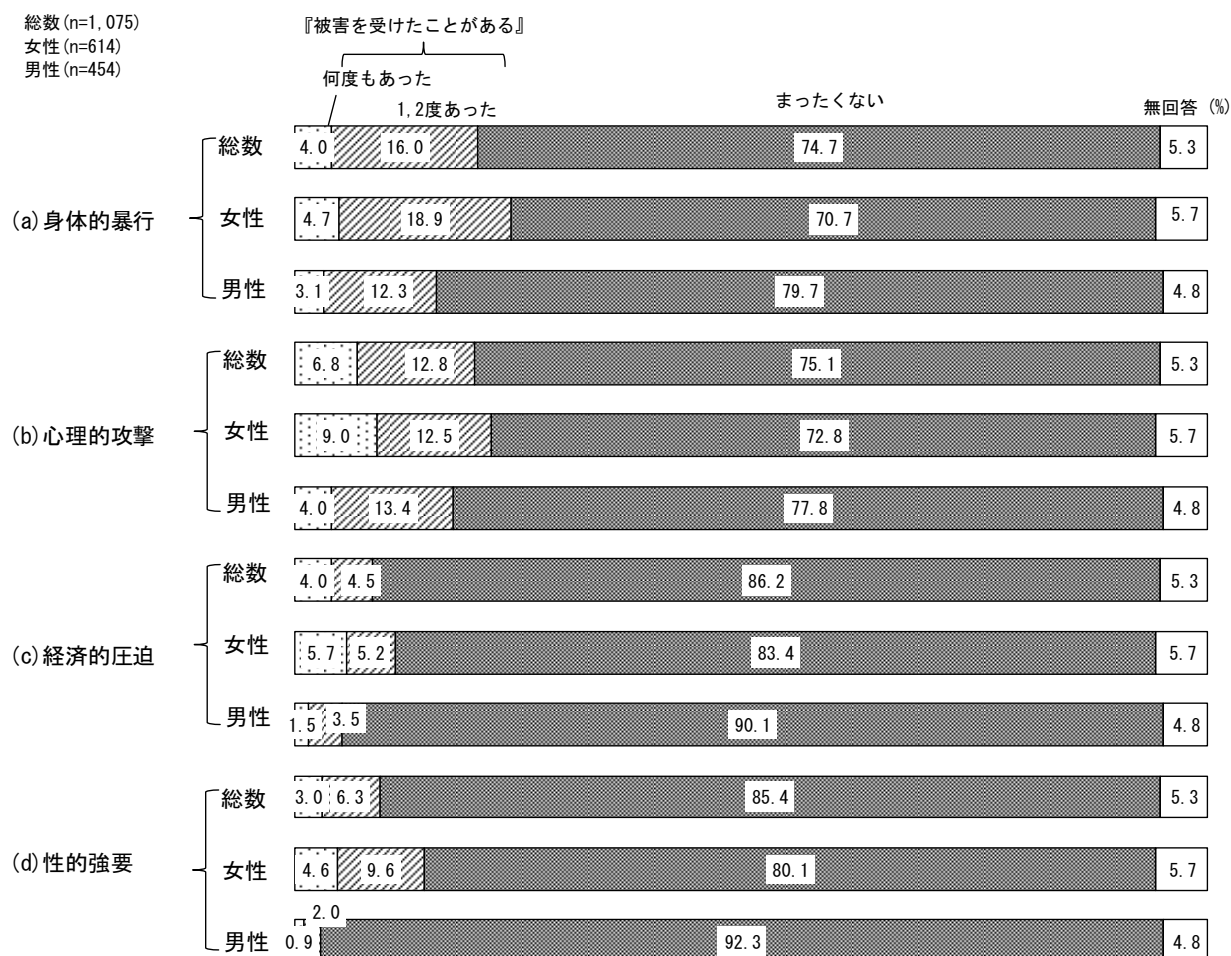 総数(n=1,075)
女性(n=614)
男性(n=454)
『被害を受けたことがある』
何度もあった
1,2度あった
まったくない
無回答 (%)
(a)身体的暴行
総数 4.0 16.0 74.7 5.3
女性 4.7 18.9 70.7 5.7
男性 3.1 12.3 79.7 4.8
(b)心理的攻撃
総数 6.8 12.8 75.1 5.3
女性 9.0 12.5 72.8 5.7
男性 4.0 13.4 77.8 4.8
(c)経済的圧迫
総数 4.0 4.5 86.2 5.3
女性 5.7 5.2 83.4 5.7
男性 1.5 3.5 90.1 4.8
(d)性的強要
総数 3.0 6.3 85.4 5.3
女性 4.6 9.6 80.1 5.7
男性 0.9 2.0 92.3 4.8